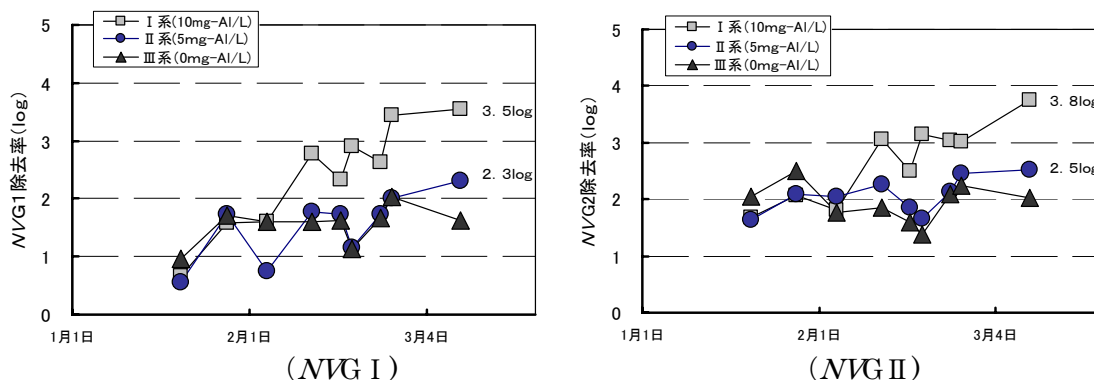 5
4
3
2
1
0
NVG1除去率(log)
Ⅰ系(10mg-Al/L)
Ⅱ系(5mg-Al/L)
Ⅲ系(0mg-Al/L)
3．5log
2．3log
1月1日
2月1日
3月4日
(NVGⅠ)
5
4
3
2
1
0
NVG2除去率(log)
Ⅰ系(10mg-Al/L)
Ⅱ系(5mg-Al/L)
Ⅲ系(0mg-Al/L)
3．8log
2．5log
1月1日
2月1日
3月4日
(NVGⅡ)